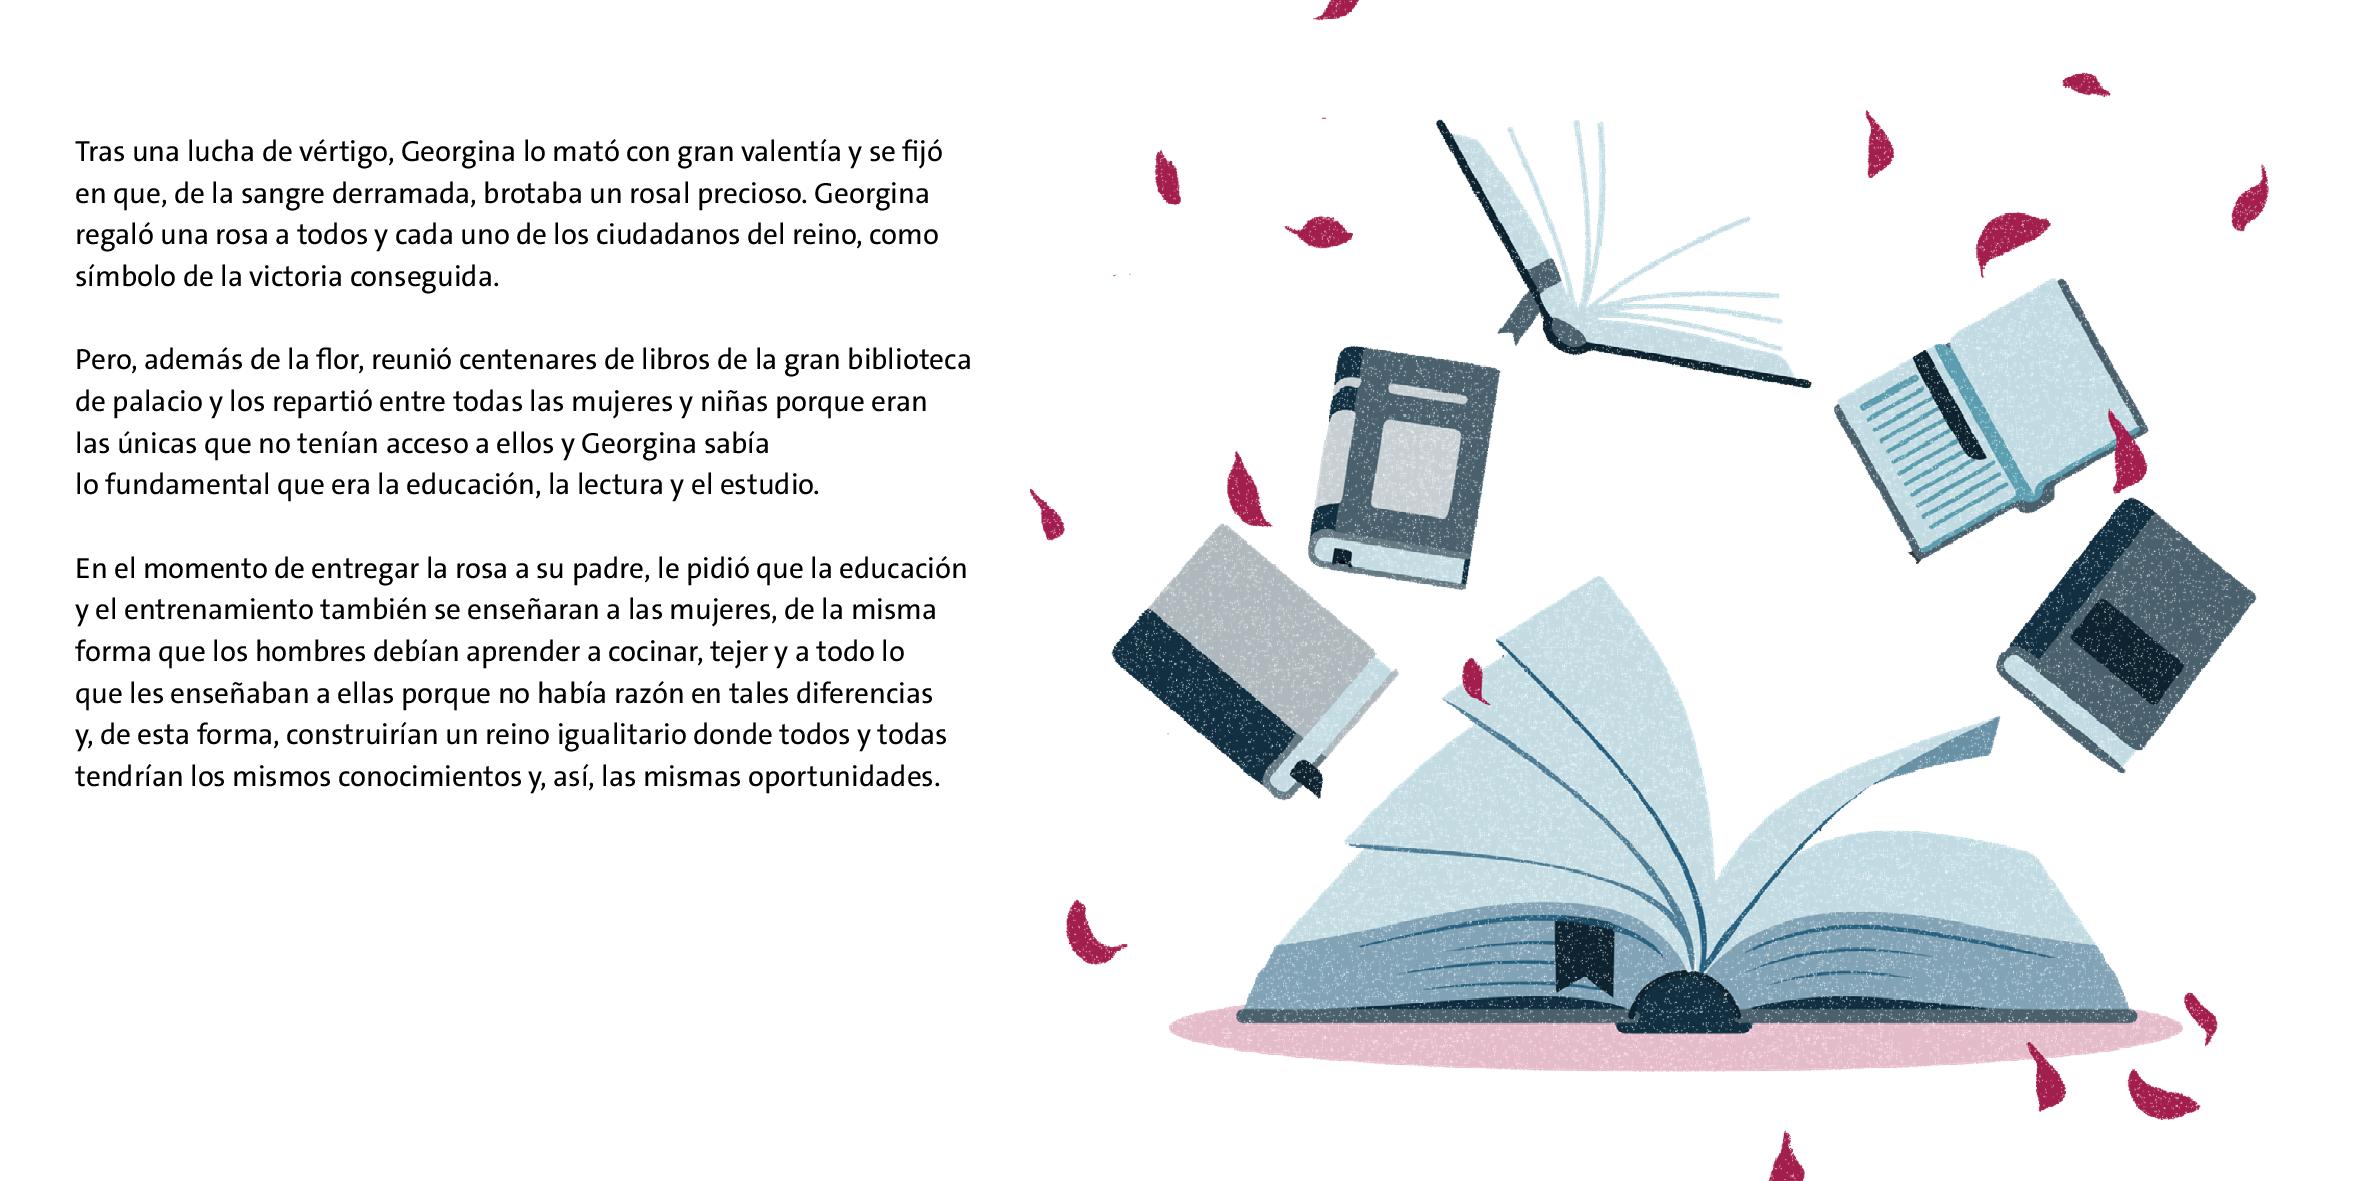 Tras una lucha de vértigo, Georgina lo mató con gran valentía y se fijó
en que, de la sangre derramada, brotaba un rosal precioso. Georgina
regaló una rosa a todos y cada uno de los ciudadanos del reino, como
símbolo de la victoria conseguida.
Pero, además de la flor, reunió centenares de libros de la gran biblioteca
de palacio y los repartió entre todas las mujeres y niñas porque eran
las únicas que no tenían acceso a ellos y Georgina sabía
lo fundamental que era la educación, la lectura y el estudio.
En el momento de entregar la rosa a su padre, le pidió que la educación
y el entrenamiento también se enseñaran a las mujeres, de la misma
forma que los hombres debían aprender a cocinar, tejer y a todo lo
que les enseñaban a ellas porque no había razón en tales diferencias
y, de esta forma, construirían un reino igualitario donde todos y todas
tendrían los mismos conocimientos y, así, las mismas oportunidades.